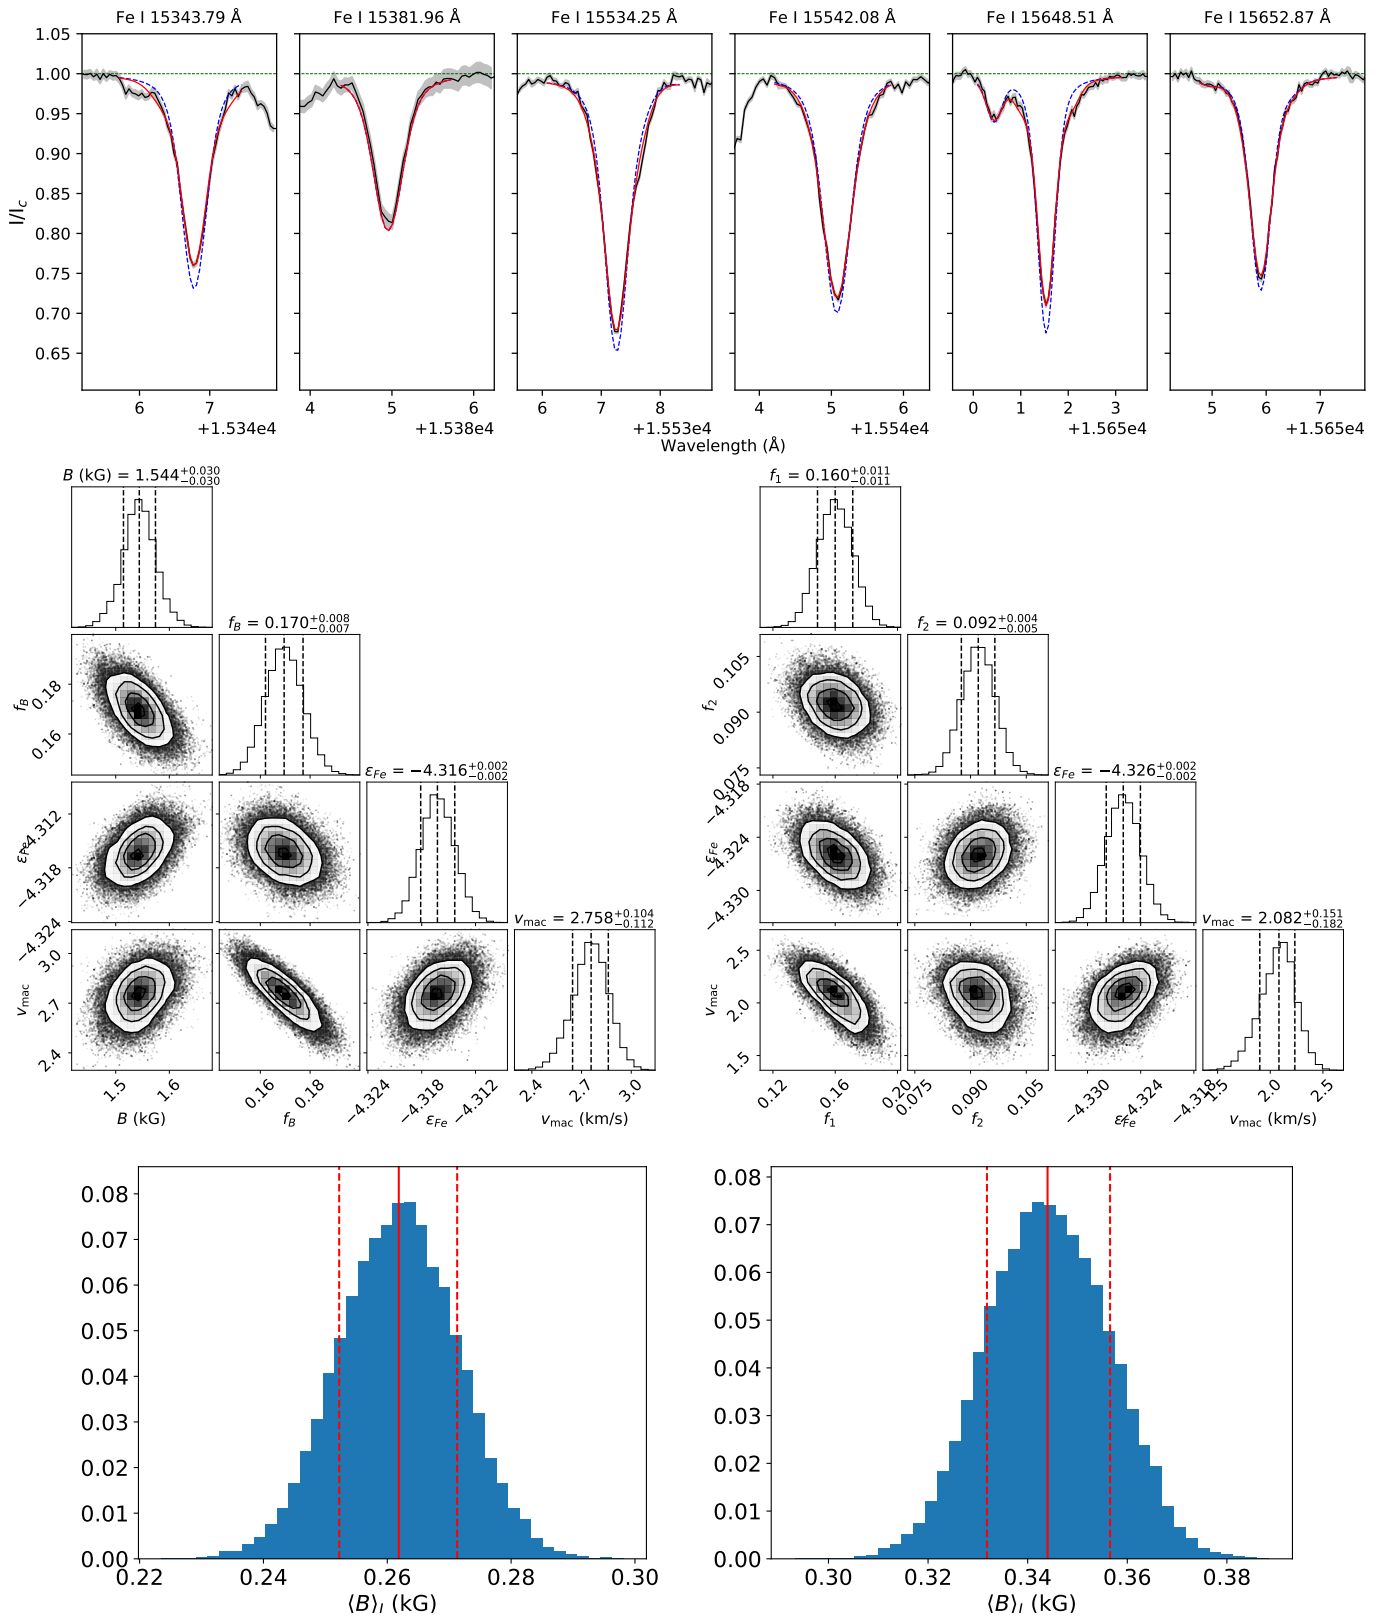 Fe I 15343.79 Å Fe I 15381.96 Å Fe I 15534.25 Å Fe I 15542.08 Å Fe I 15648.51 Å Fe I 15652.87 Å
1.05
1.00
0.95
0.90
0.85
0.80
0.75
0.70
0.65
I/I_c
6 7 4 5 6 6 7 8 4 5 6 0 1 2 3 5 6 7
+1.534e4 +1.538e4 +1.553e4 +1.554e4 +1.565e4 +1.565e4
Wavelength (Å)
B (kG) = 1.544 +0.030 −0.030
f_B = 0.170 +0.008 −0.007
ε_Fe = −4.316 +0.002 −0.002
v_mac = 2.758 +0.104 −0.112
f_B
0.18
0.16
ε_Fe
−4.312
−4.318
−4.324
v_mac
3.0
2.7
2.4
1.5 1.6 0.16 0.18 −4.324 −4.318 −4.312 2.4 2.7 3.0
B (kG) f_B ε_Fe v_mac (km/s)
f_1 = 0.160 +0.011 −0.011
f_2 = 0.092 +0.004 −0.005
ε_Fe = −4.326 +0.002 −0.002
v_mac = 2.082 +0.151 −0.182
f_2
0.105
0.090
0.075
ε_Fe
−4.318
−4.324
−4.330
v_mac
2.5
2.0
1.5
0.12 0.16 0.20 0.075 0.090 0.105 −4.330 −4.324 −4.318 1.5 2.0 2.5
f_1 f_2 ε_Fe v_mac (km/s)
0.08
0.07
0.06
0.05
0.04
0.03
0.02
0.01
0.00
0.22 0.24 0.26 0.28 0.30
⟨B⟩_I (kG)
0.08
0.07
0.06
0.05
0.04
0.03
0.02
0.01
0.00
0.30 0.32 0.34 0.36 0.38
⟨B⟩_I (kG)